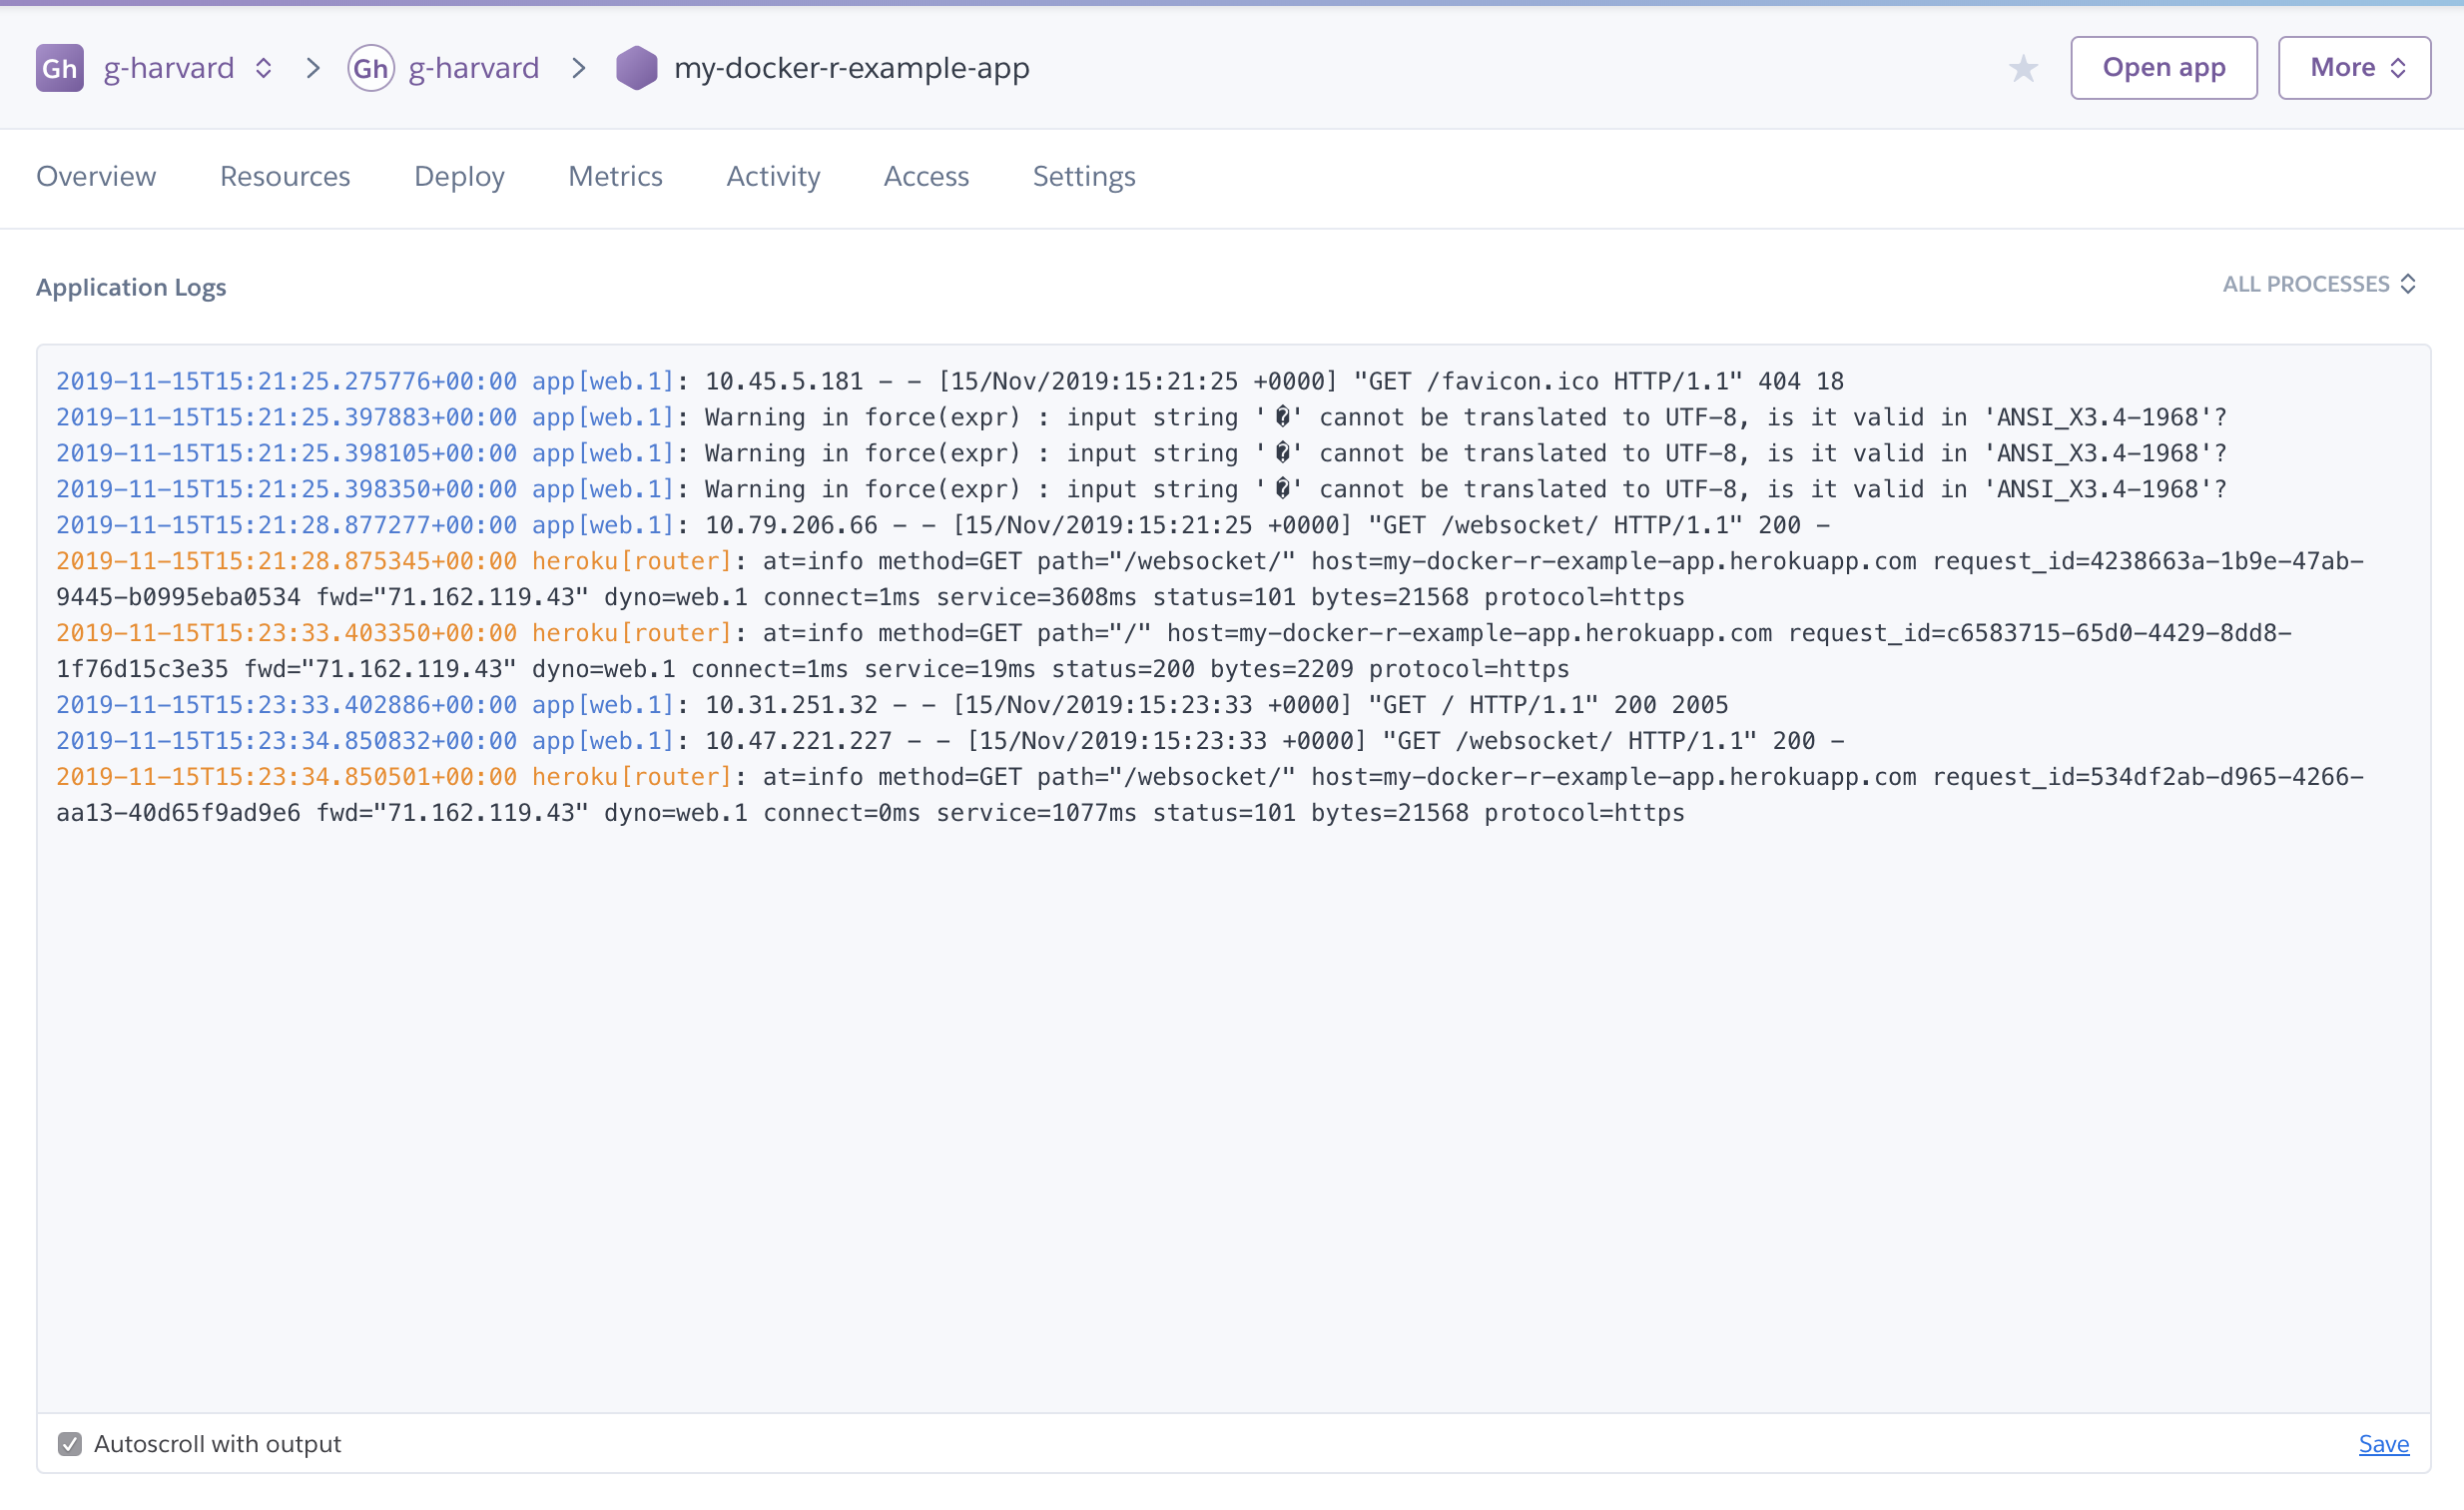 Gh g-harvard > Gh g-harvard > my-docker-r-example-app Open app More
Overview Resources Deploy Metrics Activity Access Settings
Application Logs ALL PROCESSES
2019-11-15T15:21:25.275776+00:00 app[web.1]: 10.45.5.181 - - [15/Nov/2019:15:21:25 +0000] "GET /favicon.ico HTTP/1.1" 404 18
2019-11-15T15:21:25.397883+00:00 app[web.1]: Warning in force(expr) : input string '�' cannot be translated to UTF-8, is it valid in 'ANSI_X3.4-1968'?
2019-11-15T15:21:25.398105+00:00 app[web.1]: Warning in force(expr) : input string '�' cannot be translated to UTF-8, is it valid in 'ANSI_X3.4-1968'?
2019-11-15T15:21:25.398350+00:00 app[web.1]: Warning in force(expr) : input string '�' cannot be translated to UTF-8, is it valid in 'ANSI_X3.4-1968'?
2019-11-15T15:21:28.877277+00:00 app[web.1]: 10.79.206.66 - - [15/Nov/2019:15:21:25 +0000] "GET /websocket/ HTTP/1.1" 200 -
2019-11-15T15:21:28.875345+00:00 heroku[router]: at=info method=GET path="/websocket/" host=my-docker-r-example-app.herokuapp.com request_id=4238663a-1b9e-47ab-
9445-b0995eba0534 fwd="71.162.119.43" dyno=web.1 connect=1ms service=3608ms status=101 bytes=21568 protocol=https
2019-11-15T15:23:33.403350+00:00 heroku[router]: at=info method=GET path="/" host=my-docker-r-example-app.herokuapp.com request_id=c6583715-65d0-4429-8dd8-
1f76d15c3e35 fwd="71.162.119.43" dyno=web.1 connect=1ms service=19ms status=200 bytes=2209 protocol=https
2019-11-15T15:23:33.402886+00:00 app[web.1]: 10.31.251.32 - - [15/Nov/2019:15:23:33 +0000] "GET / HTTP/1.1" 200 2005
2019-11-15T15:23:34.850832+00:00 app[web.1]: 10.47.221.227 - - [15/Nov/2019:15:23:33 +0000] "GET /websocket/ HTTP/1.1" 200 -
2019-11-15T15:23:34.850501+00:00 heroku[router]: at=info method=GET path="/websocket/" host=my-docker-r-example-app.herokuapp.com request_id=534df2ab-d965-4266-
aa13-40d65f9ad9e6 fwd="71.162.119.43" dyno=web.1 connect=0ms service=1077ms status=101 bytes=21568 protocol=https
Autoscroll with output Save